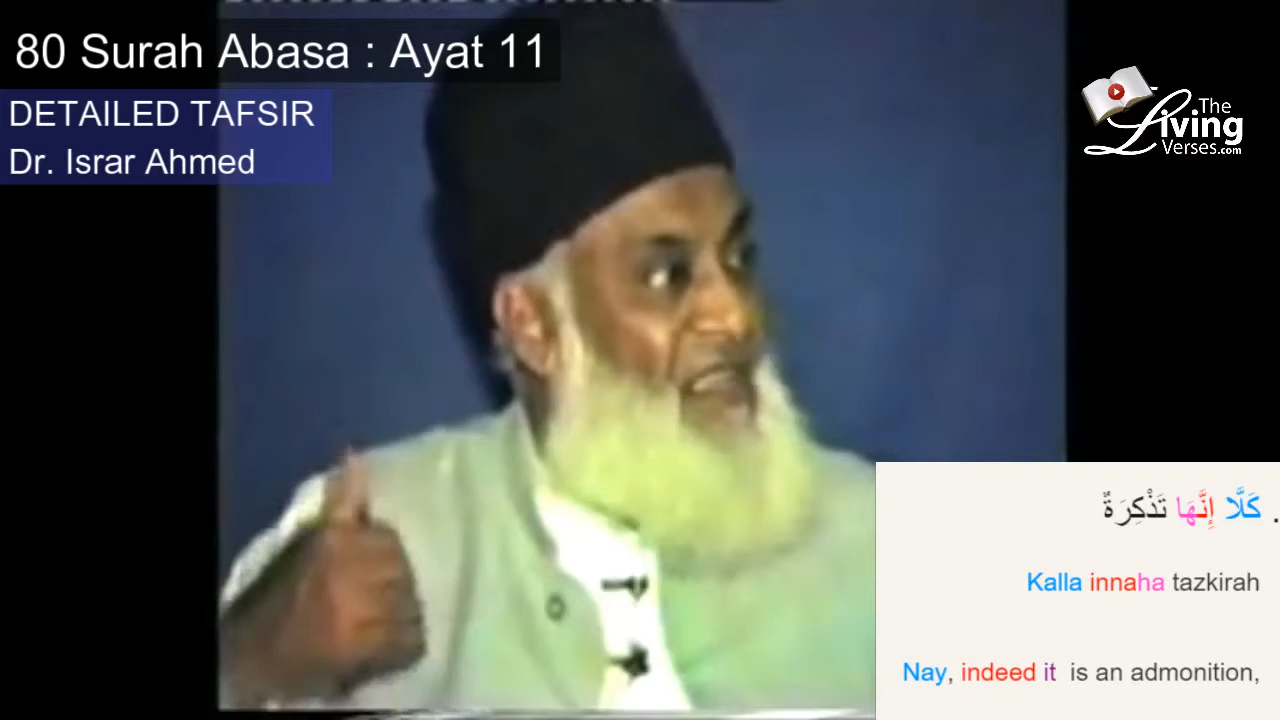 80 Surah Abasa : Ayat 11
DETAILED TAFSIR
Dr. Israr Ahmed
The
Living
Verses.com
. كَلَّا إِنَّهَا تَذْكِرَةٌ
Kalla innaha tazkirah
Nay, indeed it is an admonition,